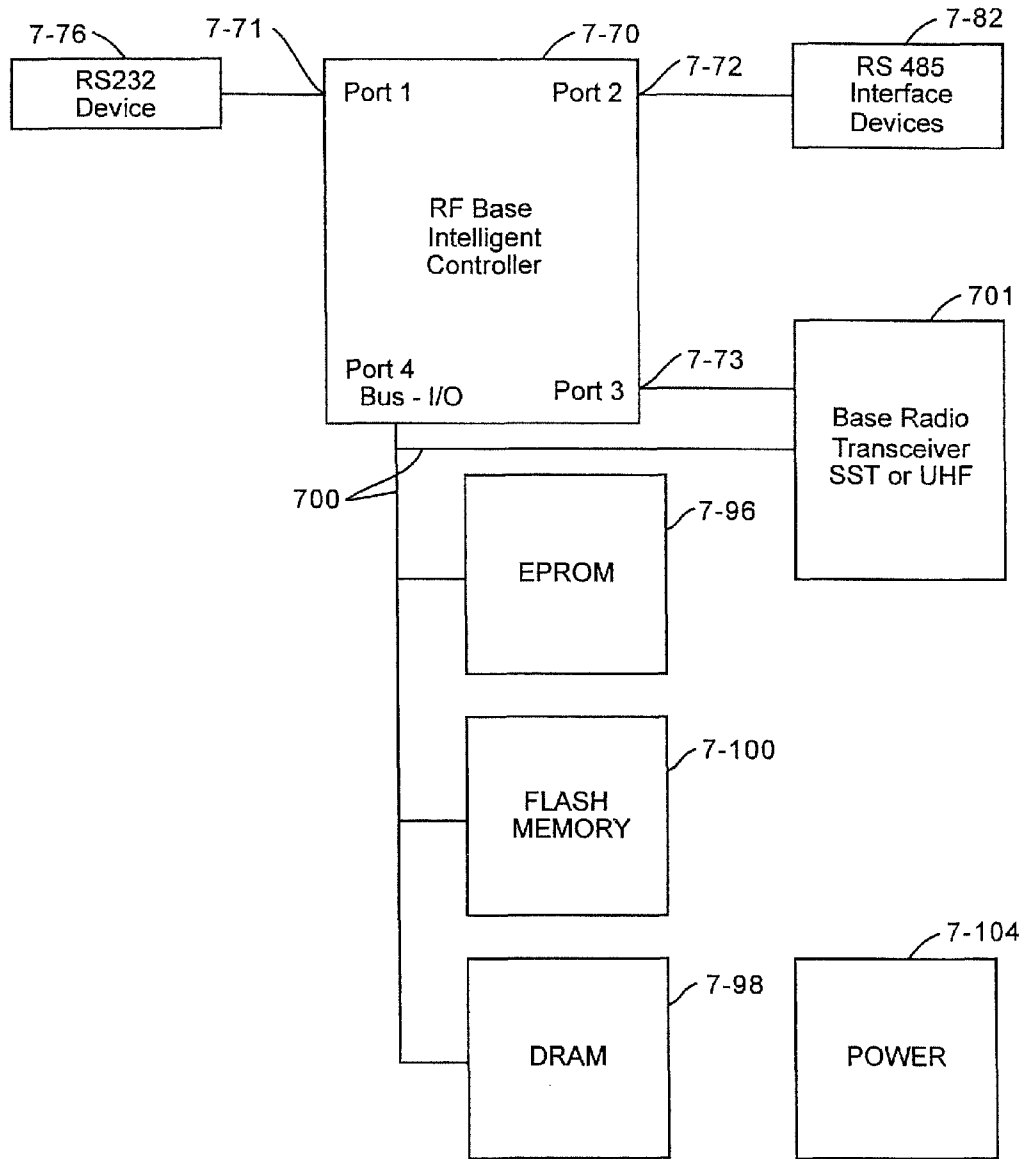 7-76
7-71
7-70
7-82
RS232
Device
Port 1
Port 2
7-72
RS 485
Interface
Devices
RF Base
Intelligent
Controller
701
Port 4
Bus - I/O
Port 3
7-73
Base Radio
Transceiver
SST or UHF
700
7-96
EPROM
7-100
FLASH
MEMORY
7-98
DRAM
7-104
POWER